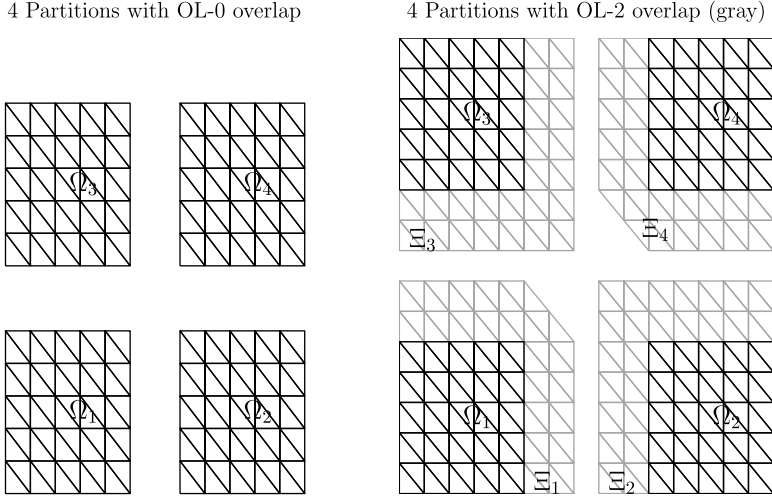 4 Partitions with OL-0 overlap
4 Partitions with OL-2 overlap (gray)
Ω₃
Ω₄
Ω₃
Ω₄
Ξ₃
Ξ₄
Ω₁
Ω₂
Ω₁
Ω₂
Ξ₁
Ξ₂